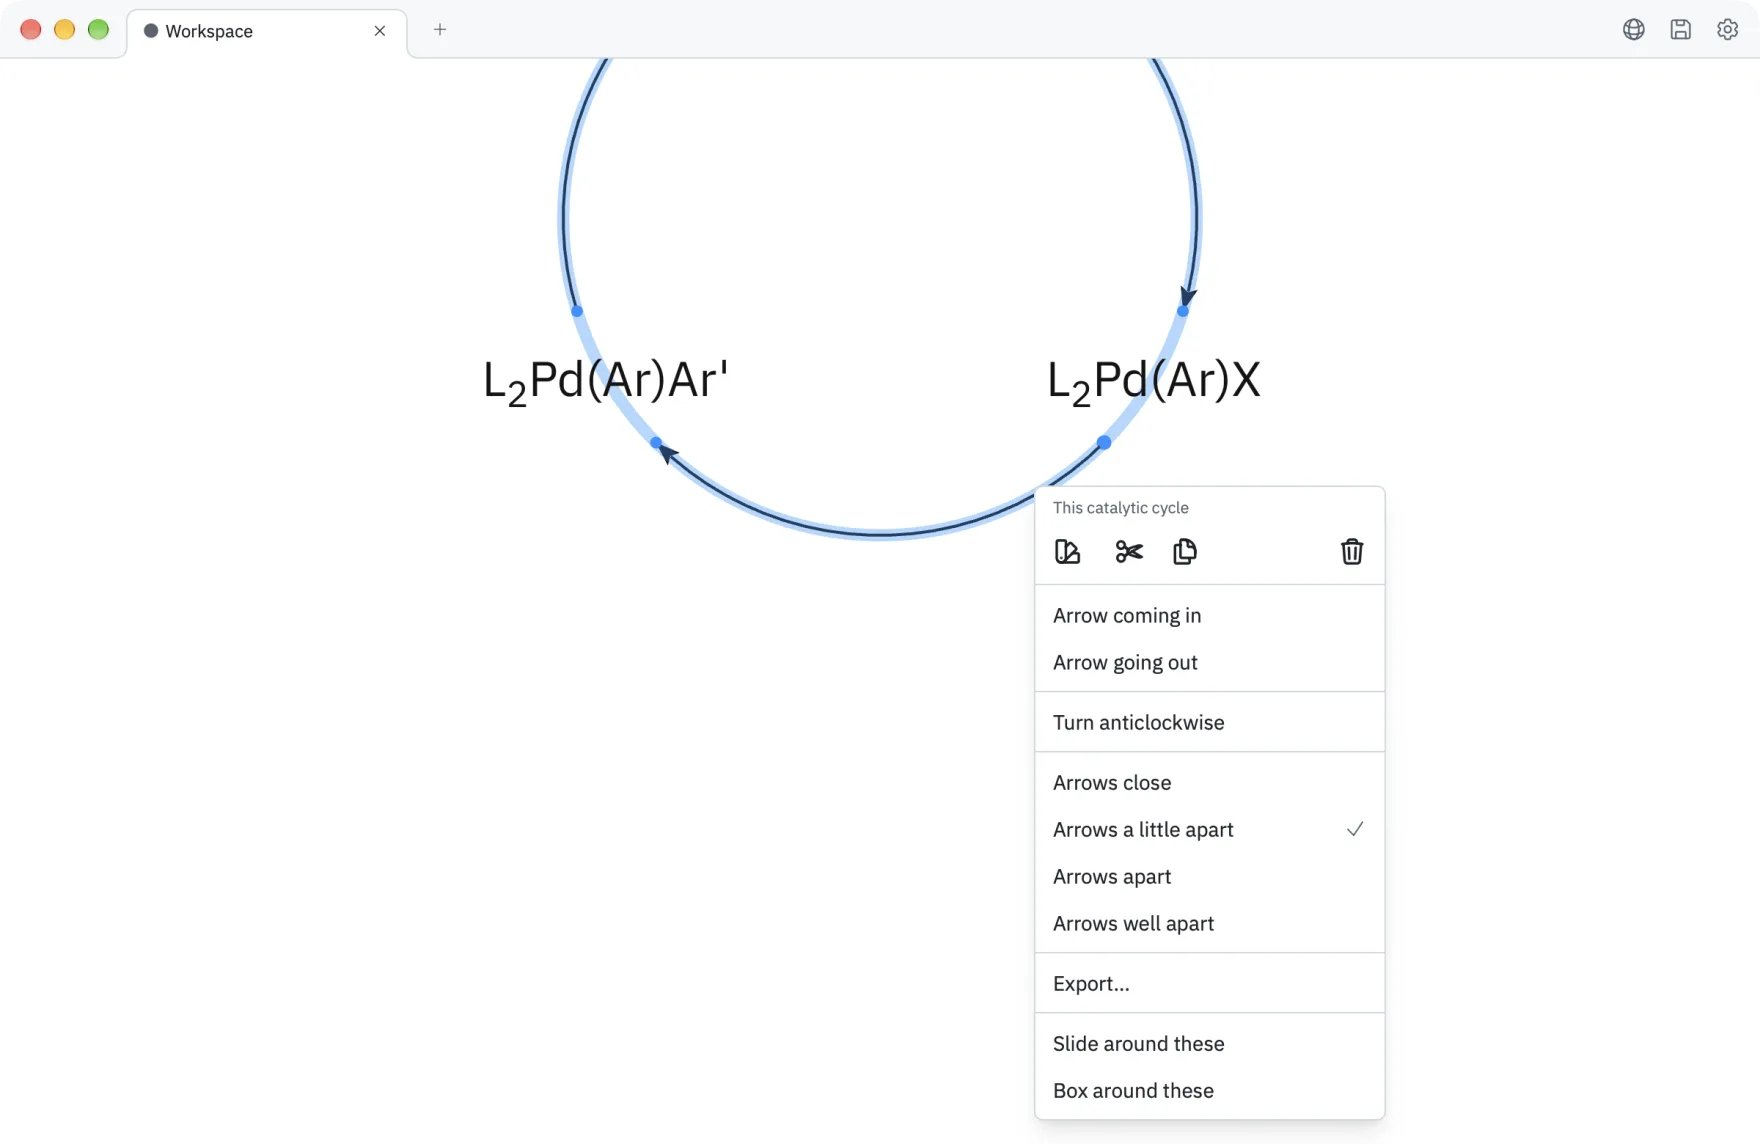 Workspace
L₂Pd(Ar)Ar' L₂Pd(Ar)X
This catalytic cycle
Arrow coming in
Arrow going out
Turn anticlockwise
Arrows close
Arrows a little apart
Arrows apart
Arrows well apart
Export...
Slide around these
Box around these